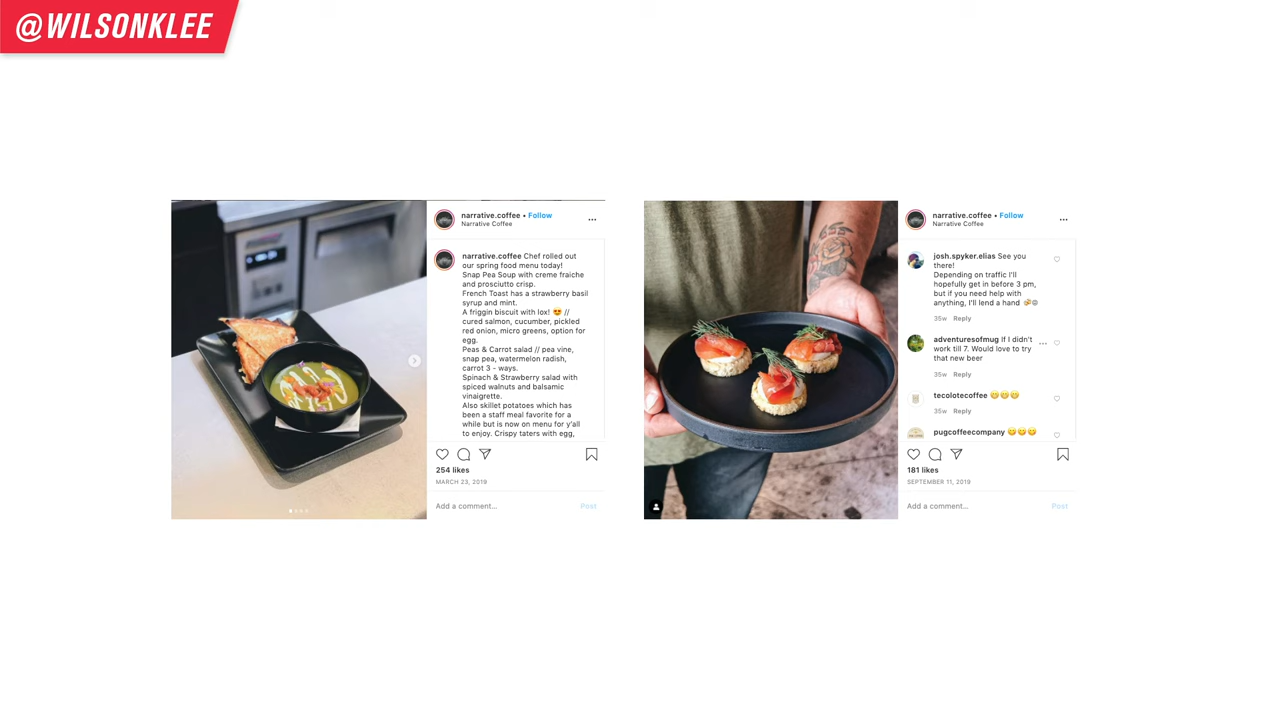 @WILSONKLEE
narrative.coffee • Follow
Narrative Coffee
narrative.coffee Chef rolled out
our spring food menu today!
Snap Pea Soup with creme fraiche
and prosciutto crisp.
French Toast has a strawberry basil
syrup and mint.
A friggin biscuit with lox! 😍 //
cured salmon, cucumber, pickled
red onion, micro greens, option for
egg.
Peas & Carrot salad // pea vine,
snap pea, watermelon radish,
carrot 3 - ways.
Spinach & Strawberry salad with
spiced walnuts and balsamic
vinaigrette.
Also skillet potatoes which has
been a staff meal favorite for a
while but is now on menu for y'all
to enjoy. Crispy taters with egg,
254 likes
MARCH 23, 2019
Add a comment...
Post
narrative.coffee • Follow
Narrative Coffee
josh.spyker.elias See you
there!
Depending on traffic I'll
hopefully get in before 3 pm,
but if you need help with
anything, I'll lend a hand
35w Reply
adventuresofmug If I didn't
work till 7. Would love to try
that new beer
35w Reply
tecolotecoffee 😋😋😋
35w Reply
pugcoffeecompany 😋😋😋
181 likes
SEPTEMBER 11, 2019
Add a comment...
Post